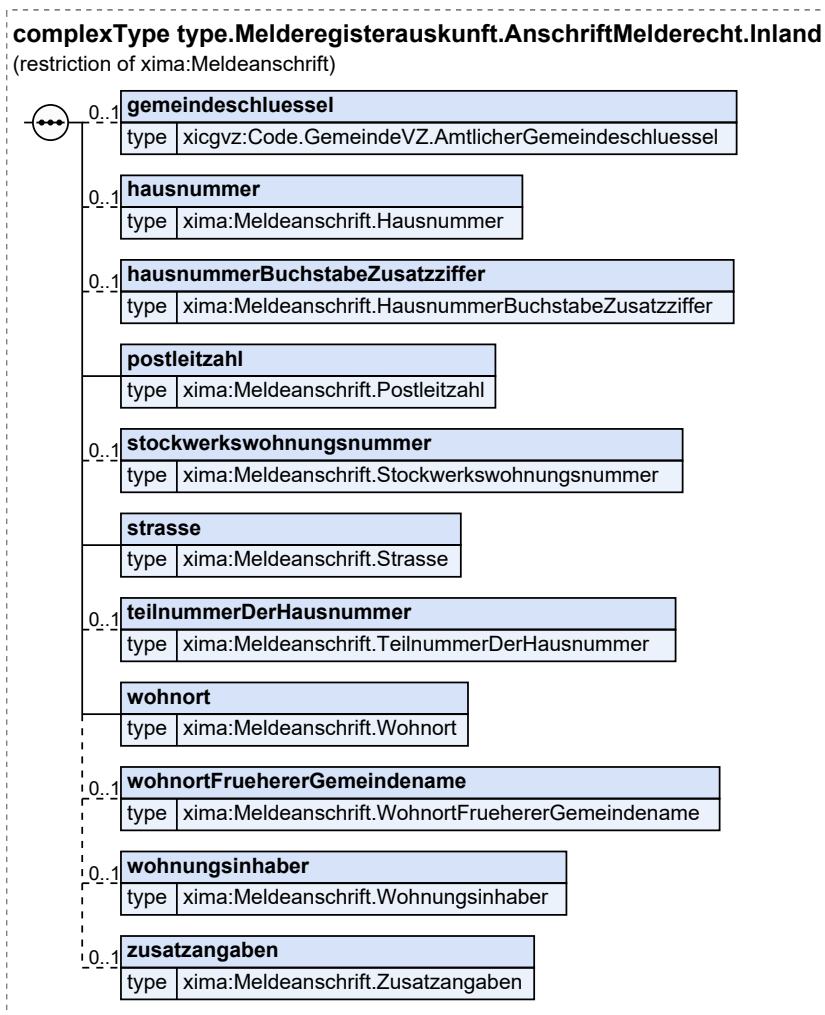 complexType type.Melderegisterauskunft.AnschriftMelderecht.Inland
(restriction of xima:Meldeanschrift)
0..1 gemeindeschluessel
type xicgvz:Code.GemeindeVZ.AmtlicherGemeindeschluessel
0..1 hausnummer
type xima:Meldeanschrift.Hausnummer
0..1 hausnummerBuchstabeZusatzziffer
type xima:Meldeanschrift.HausnummerBuchstabeZusatzziffer
postleitzahl
type xima:Meldeanschrift.Postleitzahl
0..1 stockwerkswohnungsnummer
type xima:Meldeanschrift.Stockwerkswohnungsnummer
strasse
type xima:Meldeanschrift.Strasse
0..1 teilnummerDerHausnummer
type xima:Meldeanschrift.TeilnummerDerHausnummer
wohnort
type xima:Meldeanschrift.Wohnort
0..1 wohnortFruehererGemeindename
type xima:Meldeanschrift.WohnortFruehererGemeindename
0..1 wohnungsinhaber
type xima:Meldeanschrift.Wohnungsinhaber
0..1 zusatzangaben
type xima:Meldeanschrift.Zusatzangaben